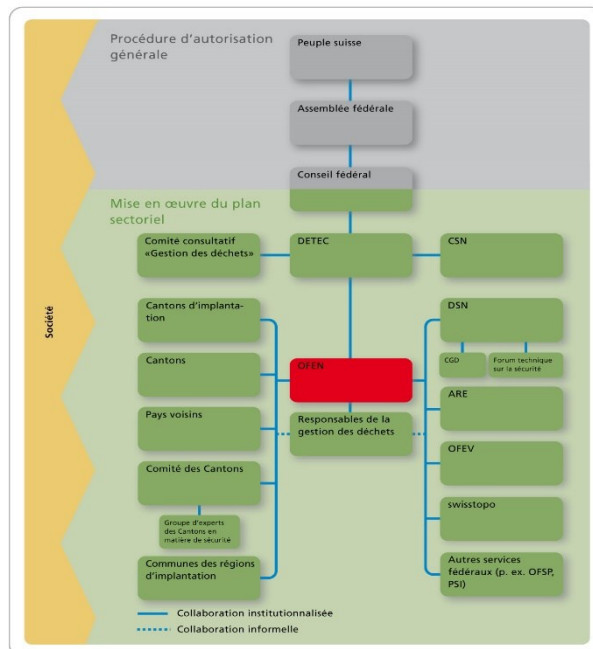 Procédure d'autorisation
générale
Peuple suisse
Assemblée fédérale
Conseil fédéral
Mise en œuvre du plan
sectoriel
Comité consultatif
«Gestion des déchets»
DETEC
CSN
Société
Cantons d'implanta-
tion
Cantons
Pays voisins
Comité des Cantons
Groupe d'experts
des Cantons en
matière de sécurité
Communes des régions
d'implantation
OFEN
Responsables de la
gestion des déchets
DSN
CGD
Forum technique
sur la sécurité
ARE
OFEV
swisstopo
Autres services
fédéraux (p. ex. OFSP,
PSI)
Collaboration institutionnalisée
Collaboration informelle